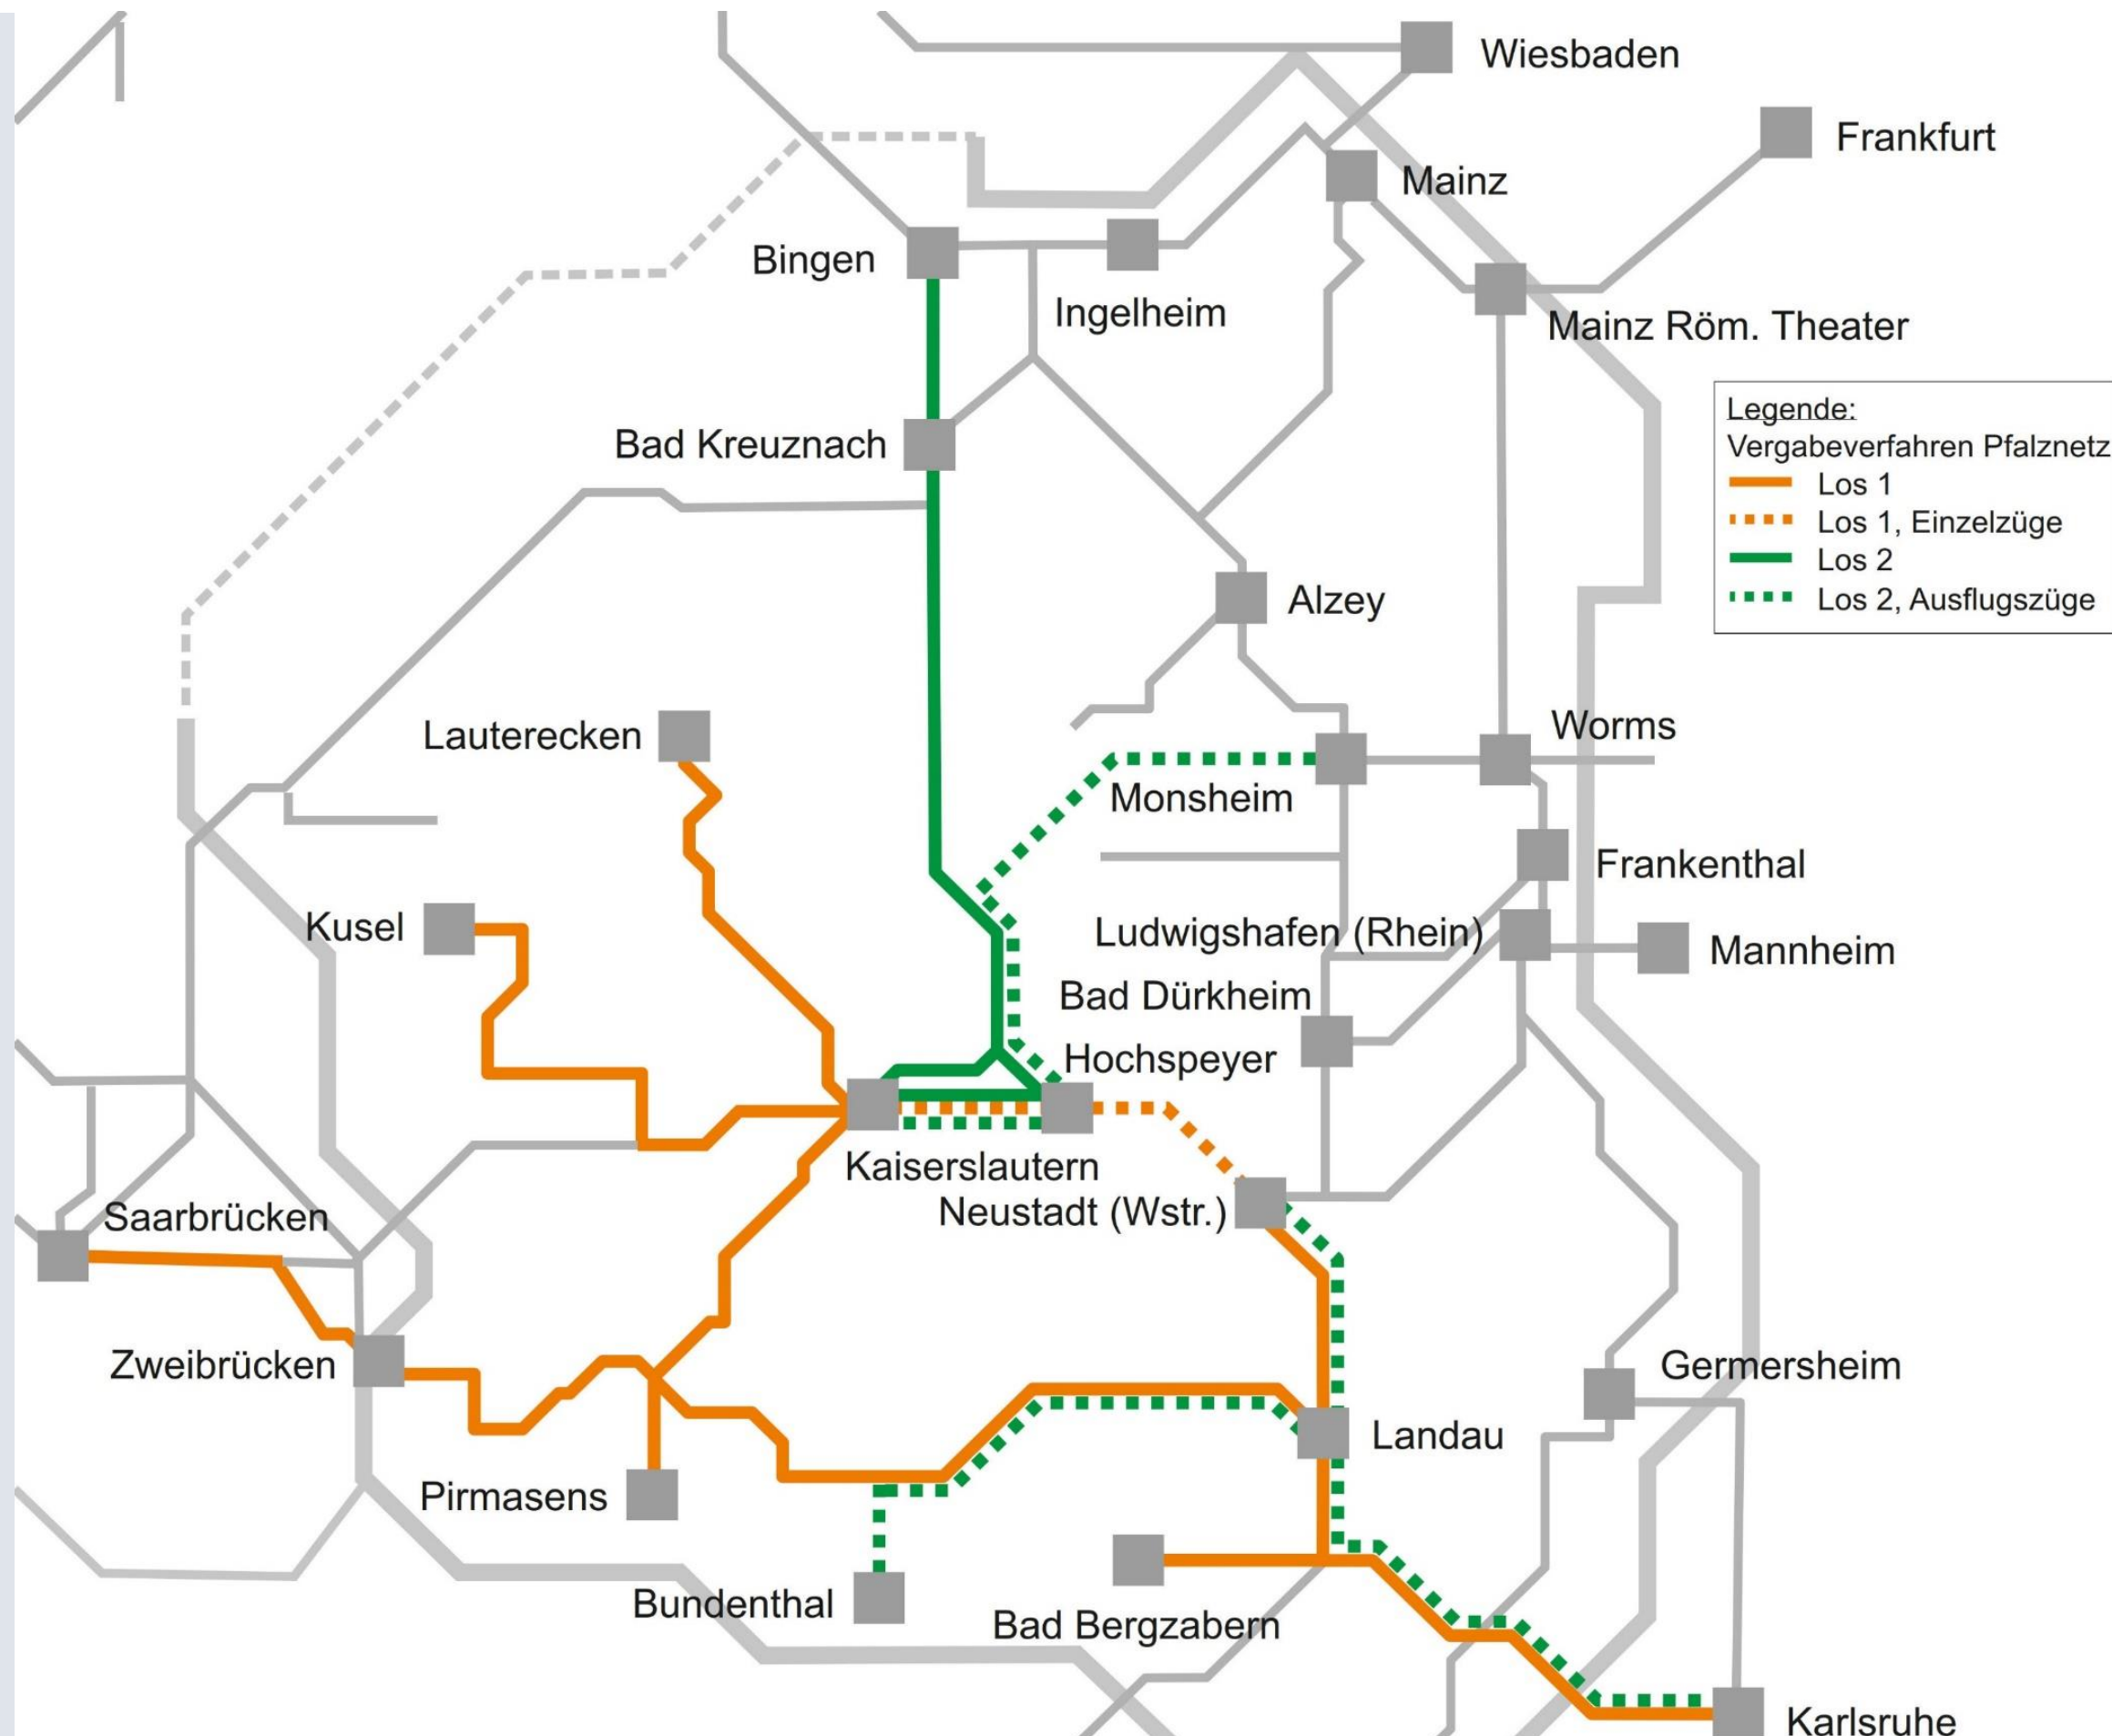 Wiesbaden
Frankfurt
Mainz
Bingen
Ingelheim
Mainz Röm. Theater
Legende:
Vergabeverfahren Pfalznetz
Los 1
Los 1, Einzelzüge
Los 2
Los 2, Ausflugszüge
Bad Kreuznach
Alzey
Lauterecken
Worms
Monsheim
Frankenthal
Kusel
Ludwigshafen (Rhein)
Mannheim
Bad Dürkheim
Hochspeyer
Kaiserslautern
Neustadt (Wstr.)
Saarbrücken
Zweibrücken
Germersheim
Landau
Pirmasens
Bundenthal
Bad Bergzabern
Karlsruhe